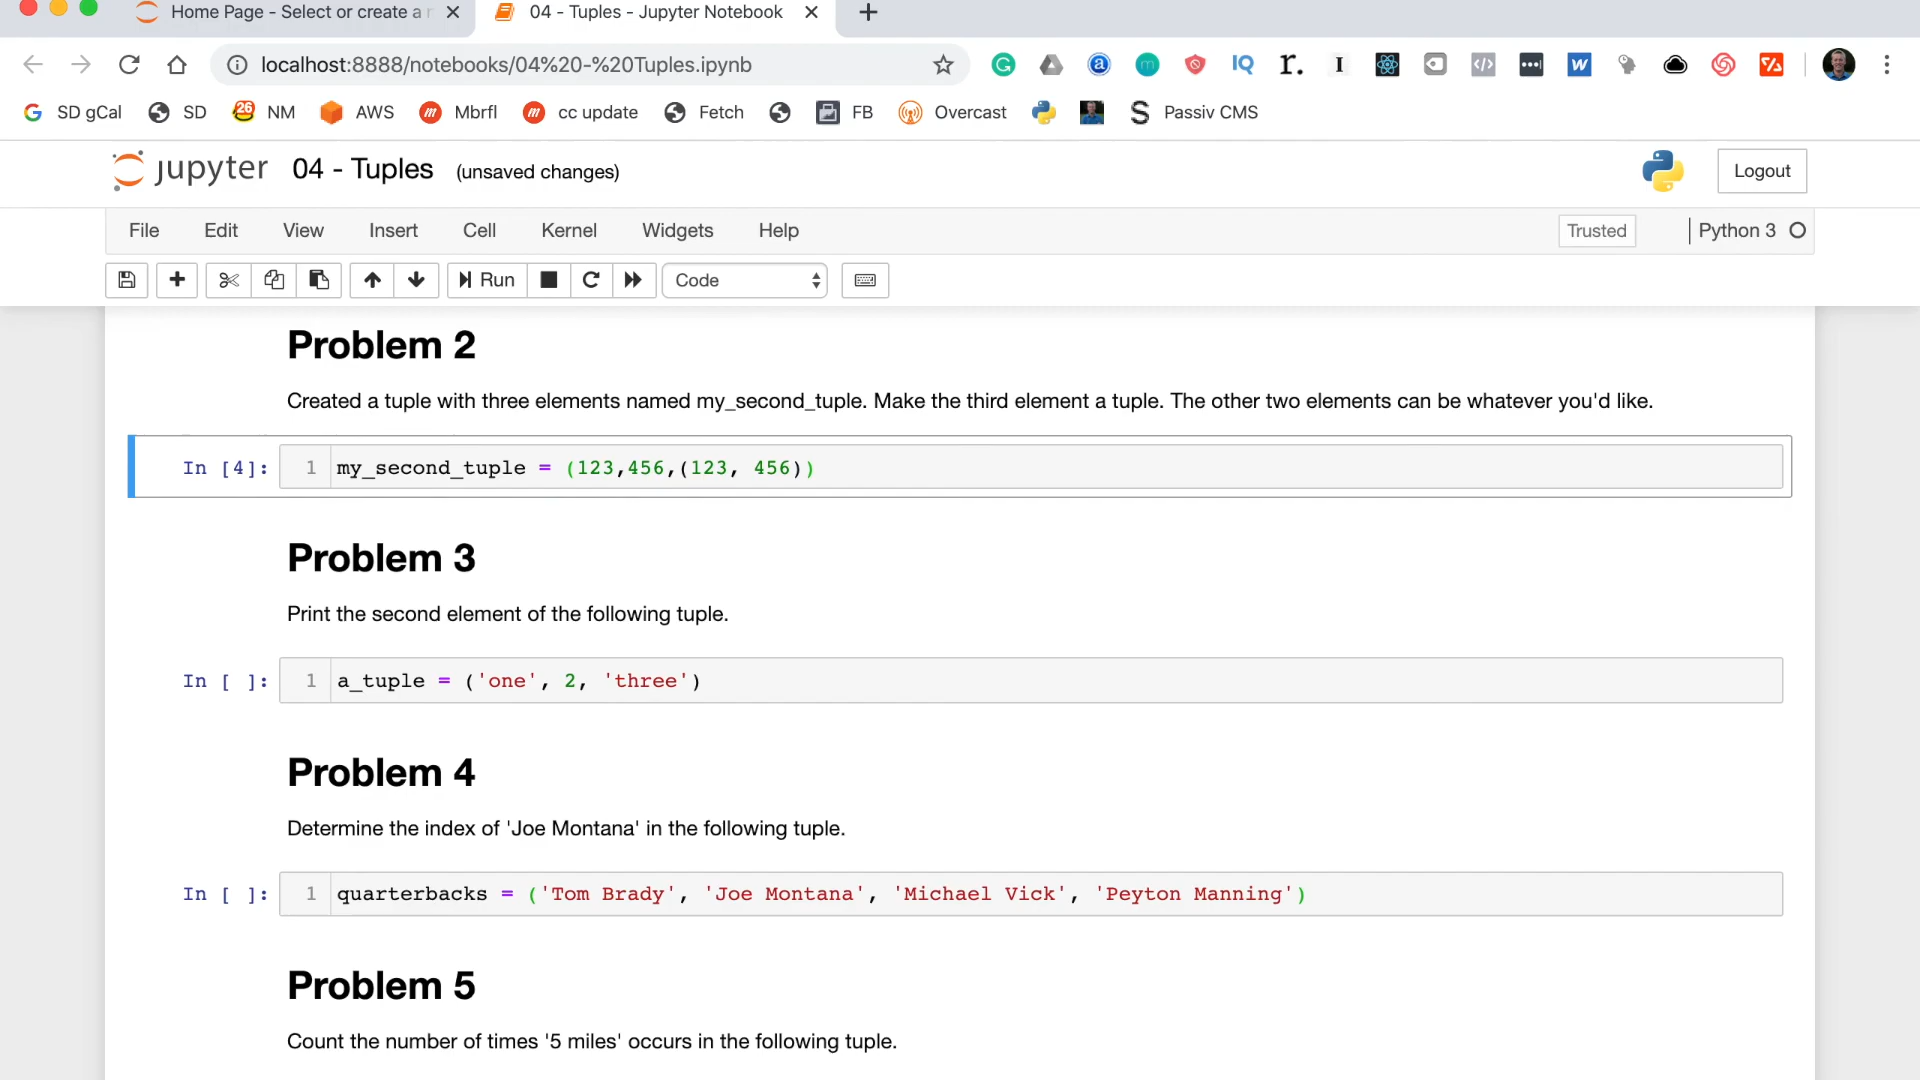 Home Page - Select or create a n
04 - Tuples - Jupyter Notebook
localhost:8888/notebooks/04%20-%20Tuples.ipynb
SD gCal SD 26 NM AWS Mbrfl cc update Fetch FB Overcast Passiv CMS
jupyter 04 - Tuples (unsaved changes) Logout
File Edit View Insert Cell Kernel Widgets Help Trusted Python 3
Run Code
Problem 2
Created a tuple with three elements named my_second_tuple. Make the third element a tuple. The other two elements can be whatever you'd like.
In [4]: 1 my_second_tuple = (123,456,(123, 456))
Problem 3
Print the second element of the following tuple.
In [ ]: 1 a_tuple = ('one', 2, 'three')
Problem 4
Determine the index of 'Joe Montana' in the following tuple.
In [ ]: 1 quarterbacks = ('Tom Brady', 'Joe Montana', 'Michael Vick', 'Peyton Manning')
Problem 5
Count the number of times '5 miles' occurs in the following tuple.